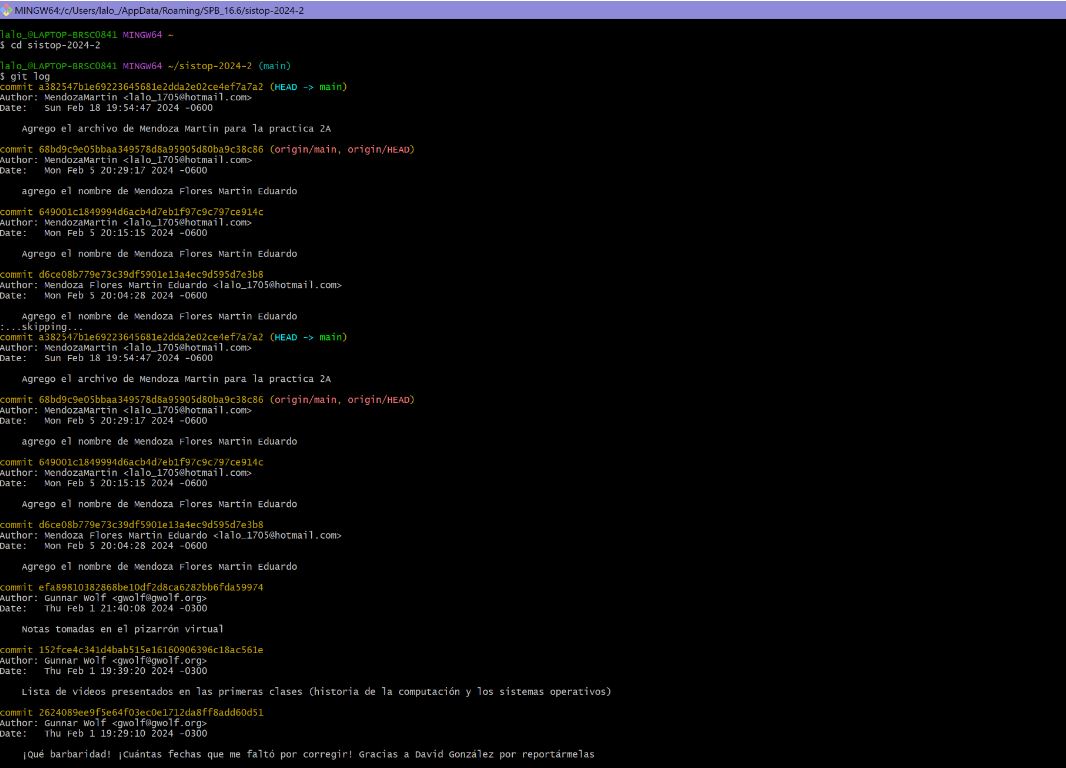 MINGW64:/c/Users/lalo_/AppData/Roaming/SPB_16.6/sistop-2024-2
lalo_@LAPTOP-BRSC0841 MINGW64 ~
$ cd sistop-2024-2
lalo_@LAPTOP-BRSC0841 MINGW64 ~/sistop-2024-2 (main)
$ git log
commit a382547b1e69223645681e2dda2e02ce4ef7a7a2 (HEAD -> main)
Author: MendozaMartin <lalo_1705@hotmail.com>
Date:   Sun Feb 18 19:54:47 2024 -0600
Agrego el archivo de Mendoza Martin para la practica 2A
commit 68bd9c9e05bbaa349578d8a95905d80ba9c38c86 (origin/main, origin/HEAD)
Author: MendozaMartin <lalo_1705@hotmail.com>
Date:   Mon Feb 5 20:29:17 2024 -0600
agrego el nombre de Mendoza Flores Martin Eduardo
commit 649001c1849994d6acb4d7eb1f97c9c797ce914c
Author: MendozaMartin <lalo_1705@hotmail.com>
Date:   Mon Feb 5 20:15:15 2024 -0600
Agrego el nombre de Mendoza Flores Martin Eduardo
commit d6ce08b779e73c39df5901e13a4ec9d595d7e3b8
Author: Mendoza Flores Martin Eduardo <lalo_1705@hotmail.com>
Date:   Mon Feb 5 20:04:28 2024 -0600
Agrego el nombre de Mendoza Flores Martin Eduardo
:...skipping...
commit a382547b1e69223645681e2dda2e02ce4ef7a7a2 (HEAD -> main)
Author: MendozaMartin <lalo_1705@hotmail.com>
Date:   Sun Feb 18 19:54:47 2024 -0600
Agrego el archivo de Mendoza Martin para la practica 2A
commit 68bd9c9e05bbaa349578d8a95905d80ba9c38c86 (origin/main, origin/HEAD)
Author: MendozaMartin <lalo_1705@hotmail.com>
Date:   Mon Feb 5 20:29:17 2024 -0600
agrego el nombre de Mendoza Flores Martin Eduardo
commit 649001c1849994d6acb4d7eb1f97c9c797ce914c
Author: MendozaMartin <lalo_1705@hotmail.com>
Date:   Mon Feb 5 20:15:15 2024 -0600
Agrego el nombre de Mendoza Flores Martin Eduardo
commit d6ce08b779e73c39df5901e13a4ec9d595d7e3b8
Author: Mendoza Flores Martin Eduardo <lalo_1705@hotmail.com>
Date:   Mon Feb 5 20:04:28 2024 -0600
Agrego el nombre de Mendoza Flores Martin Eduardo
commit efa89810382868be10df2d8ca6282bb6fda59974
Author: Gunnar Wolf <gwolf@gwolf.org>
Date:   Thu Feb 1 21:40:08 2024 -0300
Notas tomadas en el pizarrón virtual
commit 152fce4c341d4bab515e16160906396c18ac561e
Author: Gunnar Wolf <gwolf@gwolf.org>
Date:   Thu Feb 1 19:39:20 2024 -0300
Lista de videos presentados en las primeras clases (historia de la computación y los sistemas operativos)
commit 2624089ee9f5e64f03ec0e1712da8ff8add60d51
Author: Gunnar Wolf <gwolf@gwolf.org>
Date:   Thu Feb 1 19:29:10 2024 -0300
¡Qué barbaridad! ¡Cuántas fechas que me faltó por corregir! Gracias a David González por reportármelas